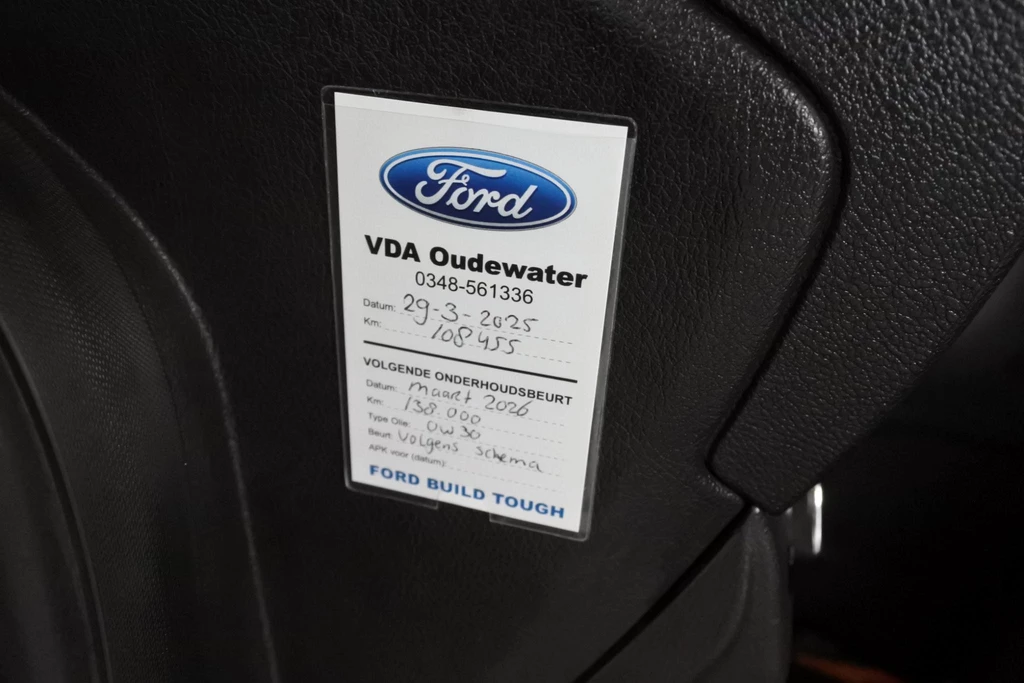 Ford
VDA Oudewater
0348-561336
Datum: 29-3-2025
Km: 108455
VOLGENDE ONDERHOUDSBEURT
Datum: maart 2026
Km: 138 000
Type Olie: 0W30
Beurt: Volgens schema
APK voor (datum):
FORD BUILD TOUGH